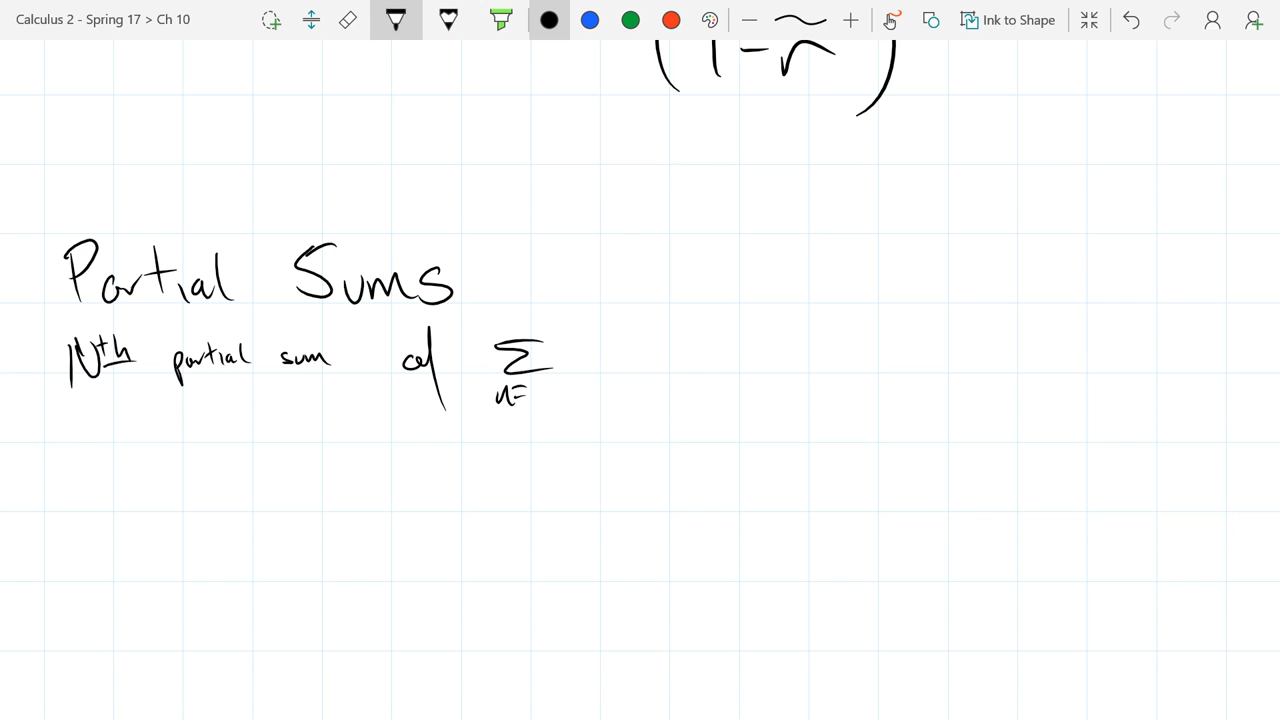 Calculus 2 - Spring 17 > Ch 10
Ink to Shape
(1-r)
Partial Sums
Nth partial sum of Σ
n=